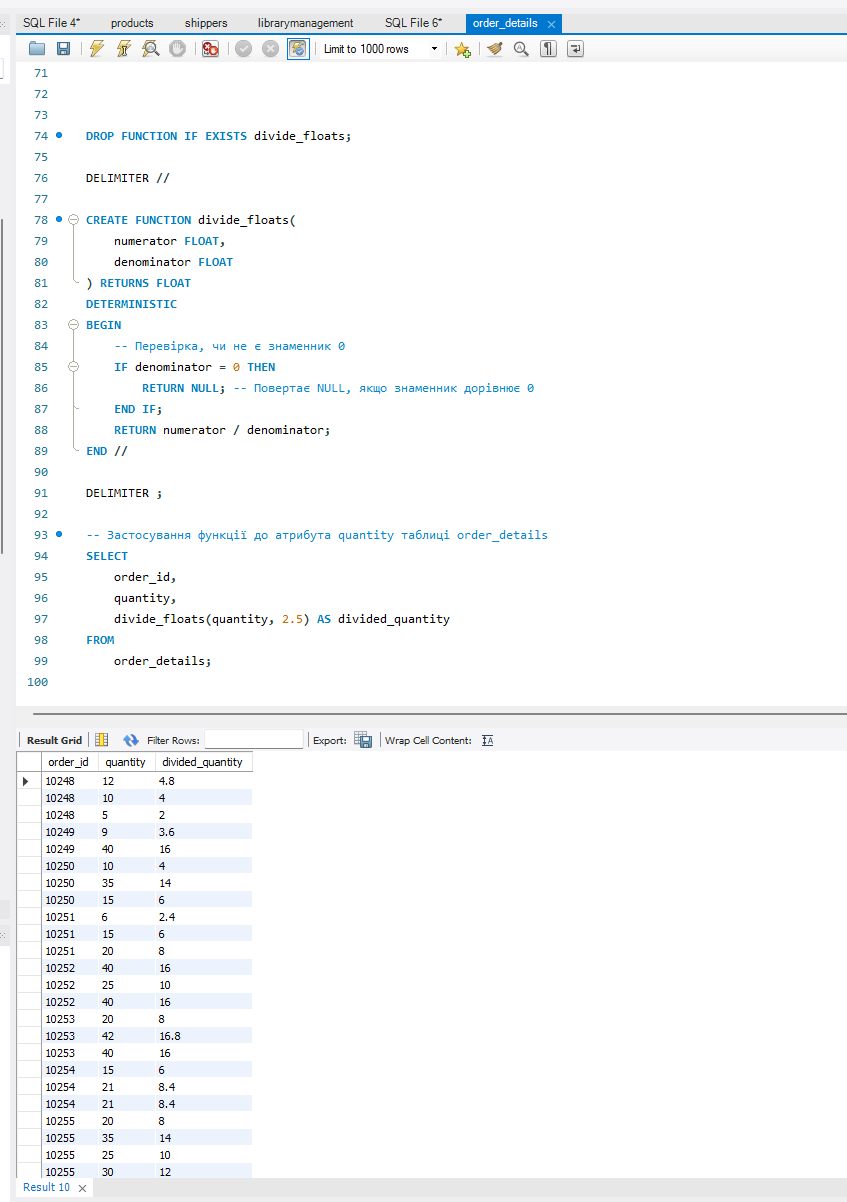 SQL File 4* products shippers librarymanagement SQL File 6* order_details
Limit to 1000 rows
71
72
73
74 DROP FUNCTION IF EXISTS divide_floats;
75
76 DELIMITER //
77
78 CREATE FUNCTION divide_floats(
79 numerator FLOAT,
80 denominator FLOAT
81 ) RETURNS FLOAT
82 DETERMINISTIC
83 BEGIN
84 -- Перевірка, чи не є знаменник 0
85 IF denominator = 0 THEN
86 RETURN NULL; -- Повертає NULL, якщо знаменник дорівнює 0
87 END IF;
88 RETURN numerator / denominator;
89 END //
90
91 DELIMITER ;
92
93 -- Застосування функції до атрибута quantity таблиці order_details
94 SELECT
95 order_id,
96 quantity,
97 divide_floats(quantity, 2.5) AS divided_quantity
98 FROM
99 order_details;
100
Result Grid Filter Rows: Export: Wrap Cell Content:
order_id quantity divided_quantity
10248 12 4.8
10248 10 4
10248 5 2
10249 9 3.6
10249 40 16
10250 10 4
10250 35 14
10250 15 6
10251 6 2.4
10251 15 6
10251 20 8
10252 40 16
10252 25 10
10252 40 16
10253 20 8
10253 42 16.8
10253 40 16
10254 15 6
10254 21 8.4
10254 21 8.4
10255 20 8
10255 35 14
10255 25 10
10255 30 12
Result 10